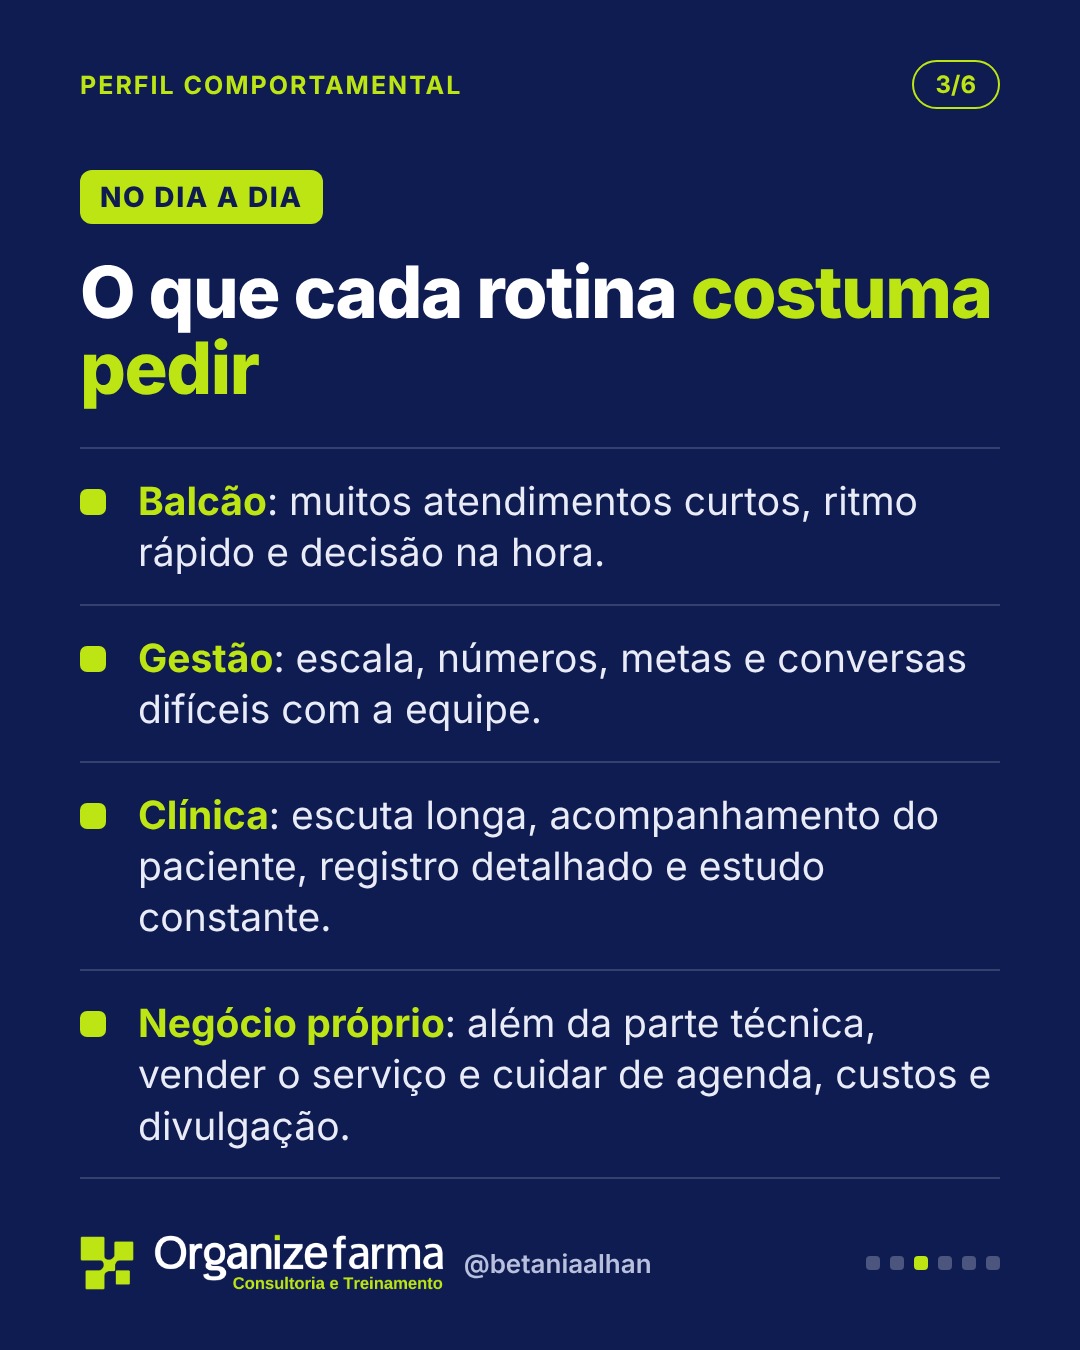 PERFIL COMPORTAMENTAL
3/6
NO DIA A DIA
O que cada rotina costuma
pedir
Balcão: muitos atendimentos curtos, ritmo
rápido e decisão na hora.
Gestão: escala, números, metas e conversas
difíceis com a equipe.
Clínica: escuta longa, acompanhamento do
paciente, registro detalhado e estudo
constante.
Negócio próprio: além da parte técnica,
vender o serviço e cuidar de agenda, custos e
divulgação.
Organizefarma
Consultoria e Treinamento
@betaniaalhan